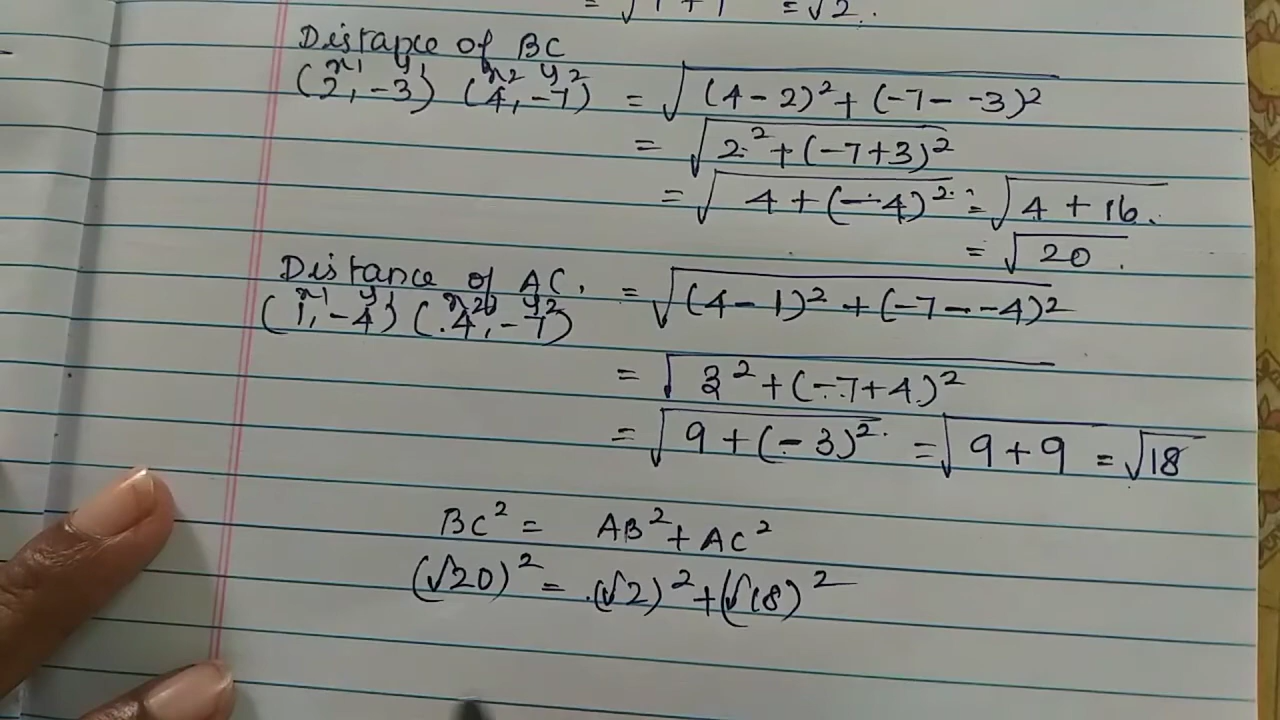 = √1 + 1 = √2.
Distance of BC
x1 y1 x2 y2
(2, -3) (4, -7) = √(4 - 2)² + (-7 - -3)²
= √2² + (-7+3)²
= √4 + (-4)² = √4 + 16.
= √20.
Distance of AC. = √(4 - 1)² + (-7 - -4)²
x1 y1 x2 y2
(1, -4) (4, -7)
= √3² + (-7+4)²
= √9 + (-3)² = √9 + 9 = √18
BC² = AB² + AC²
(√20)² = (√2)² + (√18)²